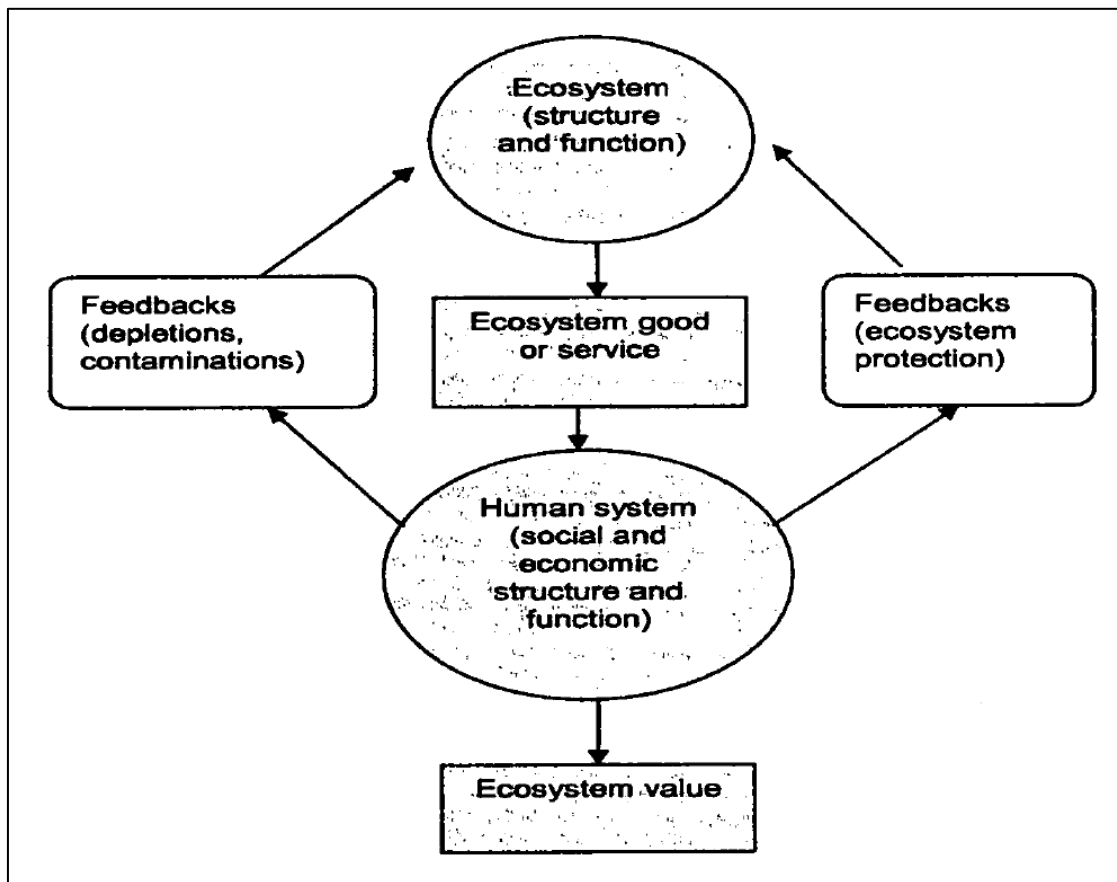 Ecosystem
(structure
and function)
Feedbacks
(depletions,
contaminations)
Ecosystem good
or service
Feedbacks
(ecosystem
protection)
Human system
(social and
economic
structure and
function)
Ecosystem value